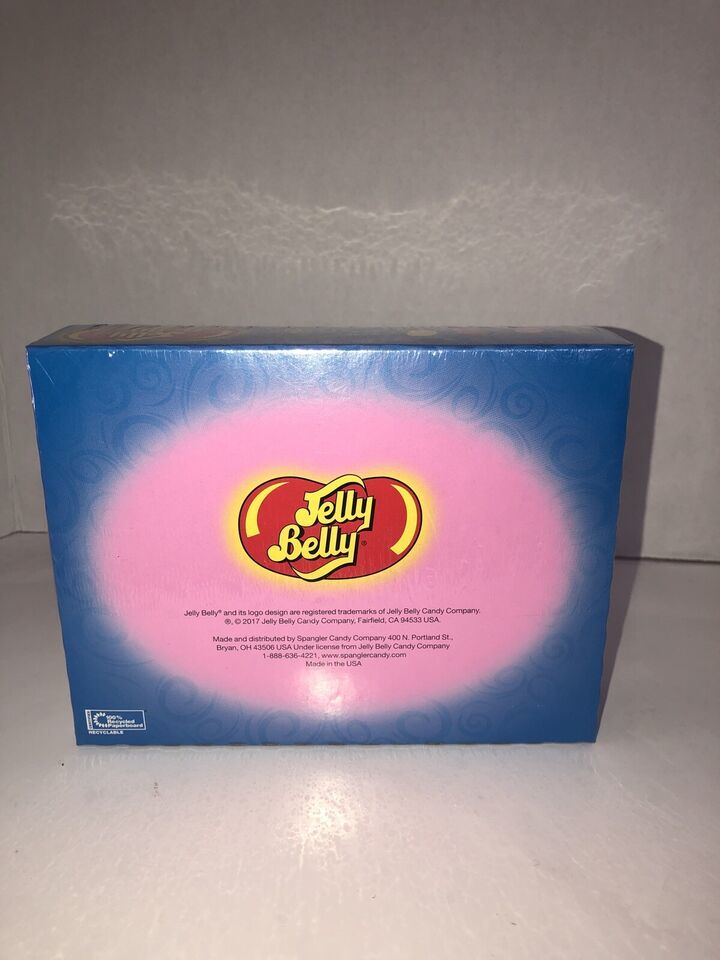 Jelly
Belly®
Jelly Belly® and its logo design are registered trademarks of Jelly Belly Candy Company.
®, © 2017 Jelly Belly Candy Company, Fairfield, CA 94533 USA.
Made and distributed by Spangler Candy Company 400 N. Portland St.,
Bryan, OH 43506 USA Under license from Jelly Belly Candy Company
1-888-636-4221, www.spanglercandy.com
Made in the USA
100%
Recycled
Paperboard
RECYCLABLE